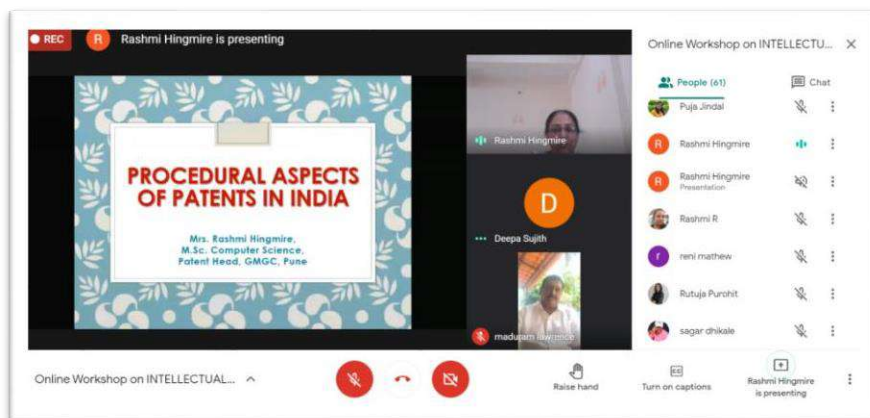 REC
R
Rashmi Hingmire is presenting
Online Workshop on INTELLECTU...
People (61)
Chat
PROCEDURAL ASPECTS
OF PATENTS IN INDIA
Mrs. Rashmi Hingmire,
M.Sc. Computer Science,
Patent Head, GMGC, Pune
Rashmi Hingmire
D
Deepa Sujith
maduram lawrence
Puja Jindal
R
Rashmi Hingmire
R
Rashmi Hingmire
Presentation
Rashmi R
r
reni mathew
Rutuja Purohit
sagar dhikale
Online Workshop on INTELLECTUAL...
Raise hand
CC
Turn on captions
Rashmi Hingmire
is presenting